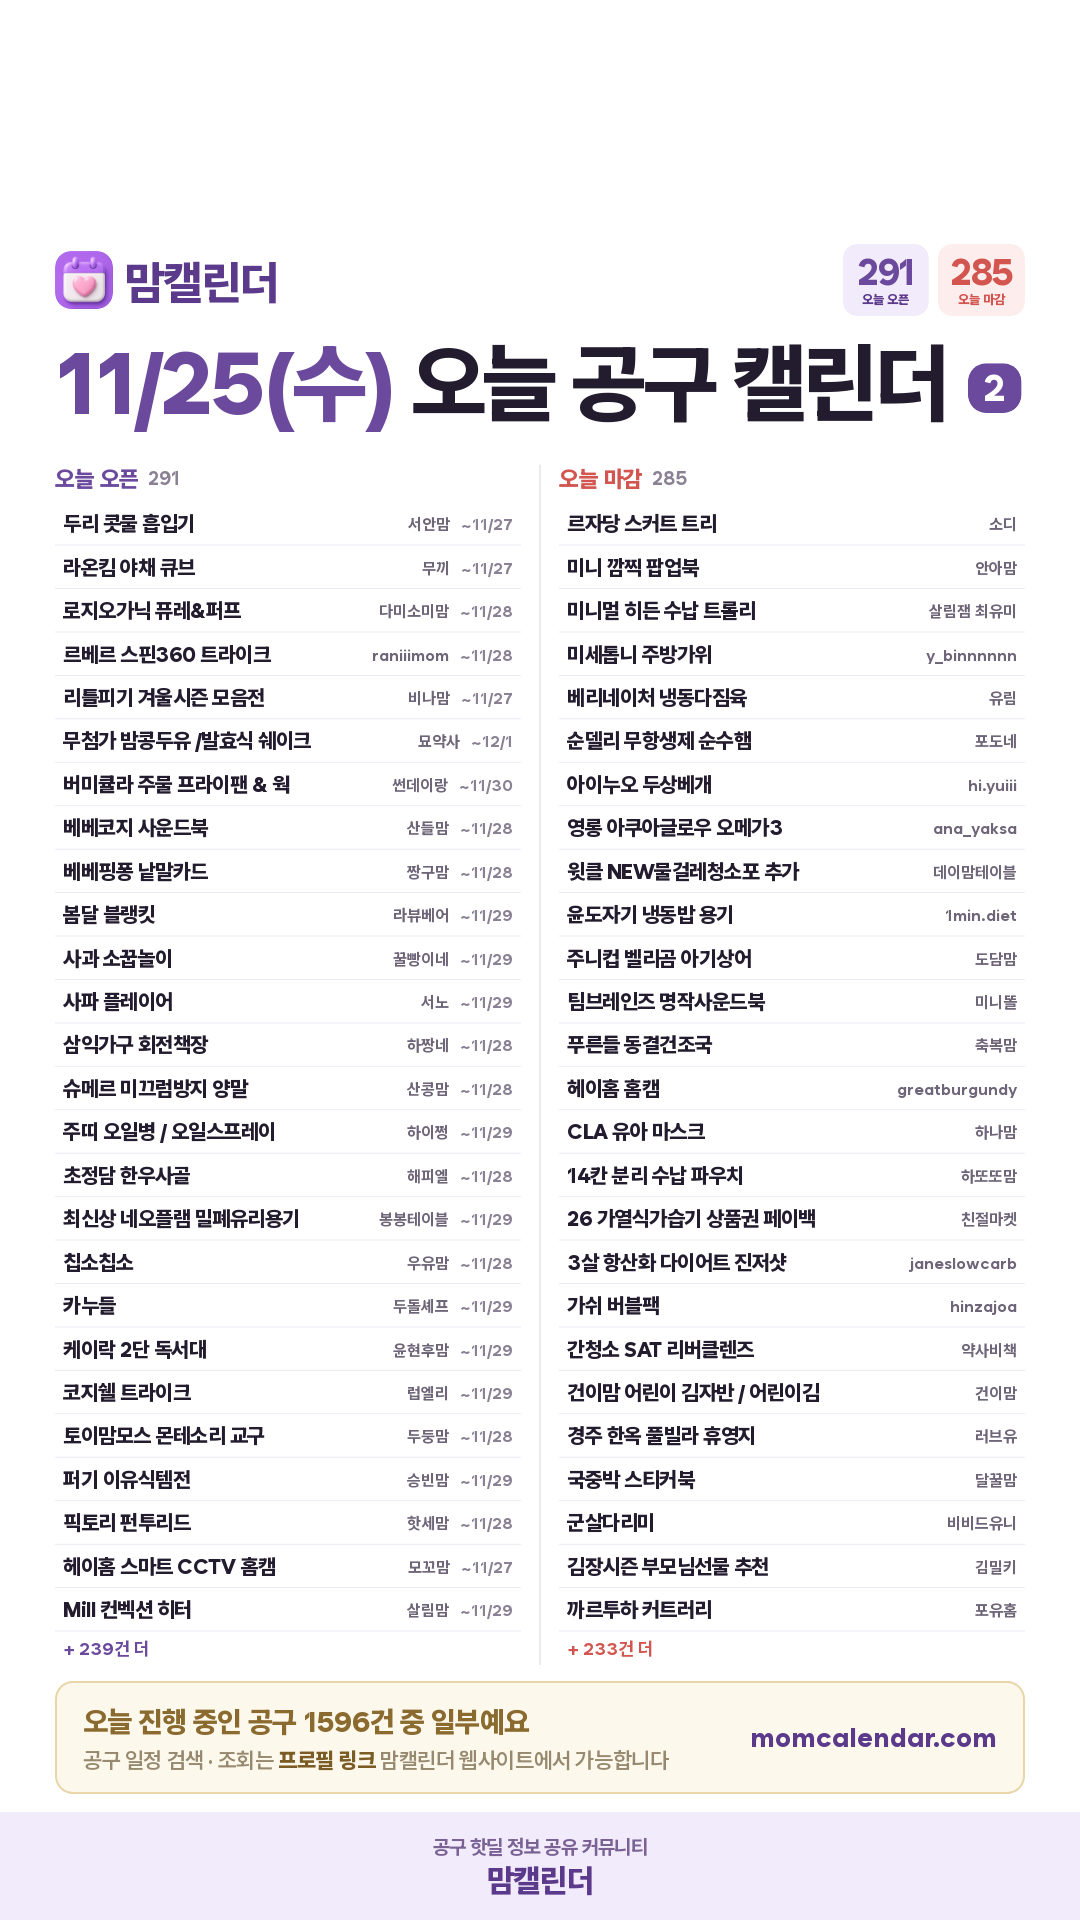 맘캘린더
291
오늘 오픈
285
오늘 마감
11/25(수) 오늘 공구 캘린더 2
오늘 오픈 291
두리 콧물 흡입기 서안맘 ~11/27
라온킴 야채 큐브 무끼 ~11/27
로지오가닉 퓨레&퍼프 다미소미맘 ~11/28
르베르 스핀360 트라이크 raniiimom ~11/28
리틀피기 겨울시즌 모음전 비나맘 ~11/27
무첨가 밤콩두유 /발효식 쉐이크 묘약사 ~12/1
버미큘라 주물 프라이팬 & 웍 썬데이랑 ~11/30
베베코지 사운드북 산들맘 ~11/28
베베핑퐁 낱말카드 짱구맘 ~11/28
봄달 블랭킷 라뷰베어 ~11/29
사과 소꿉놀이 꿀빵이네 ~11/29
사파 플레이어 서노 ~11/29
삼익가구 회전책장 하짱네 ~11/28
슈메르 미끄럼방지 양말 산콩맘 ~11/28
주띠 오일병 / 오일스프레이 하이쩡 ~11/29
초정담 한우사골 해피엘 ~11/28
최신상 네오플램 밀폐유리용기 봉봉테이블 ~11/29
칩소칩소 우유맘 ~11/28
카누들 두돌셰프 ~11/29
케이락 2단 독서대 윤현후맘 ~11/29
코지쉘 트라이크 럽엘리 ~11/29
토이맘모스 몬테소리 교구 두둥맘 ~11/28
퍼기 이유식템전 승빈맘 ~11/29
픽토리 펀투리드 핫세맘 ~11/28
헤이홈 스마트 CCTV 홈캠 모꼬맘 ~11/27
Mill 컨벡션 히터 살림맘 ~11/29
+ 239건 더
오늘 마감 285
르자당 스커트 트리 소디
미니 깜찍 팝업북 안아맘
미니멀 히든 수납 트롤리 살림잼 최유미
미세톱니 주방가위 y_binnnnnn
베리네이처 냉동다짐육 유림
순델리 무항생제 순수햄 포도네
아이누오 두상베개 hi.yuiii
영롱 아쿠아글로우 오메가3 ana_yaksa
윗클 NEW물걸레청소포 추가 데이맘테이블
윤도자기 냉동밥 용기 1min.diet
주니컵 벨리곰 아기상어 도담맘
팀브레인즈 명작사운드북 미니똘
푸른들 동결건조국 축복맘
헤이홈 홈캠 greatburgundy
CLA 유아 마스크 하나맘
14칸 분리 수납 파우치 하또또맘
26 가열식가습기 상품권 페이백 친절마켓
3살 항산화 다이어트 진저샷 janeslowcarb
가쉬 버블팩 hinzajoa
간청소 SAT 리버클렌즈 약사비책
건이맘 어린이 김자반 / 어린이김 건이맘
경주 한옥 풀빌라 휴영지 러브유
국중박 스티커북 달꿀맘
군살다리미 비비드유니
김장시즌 부모님선물 추천 김밀키
까르투하 커트러리 포유홈
+ 233건 더
오늘 진행 중인 공구 1596건 중 일부예요
공구 일정 검색 · 조회는 프로필 링크 맘캘린더 웹사이트에서 가능합니다
momcalendar.com
공구 핫딜 정보 공유 커뮤니티
맘캘린더